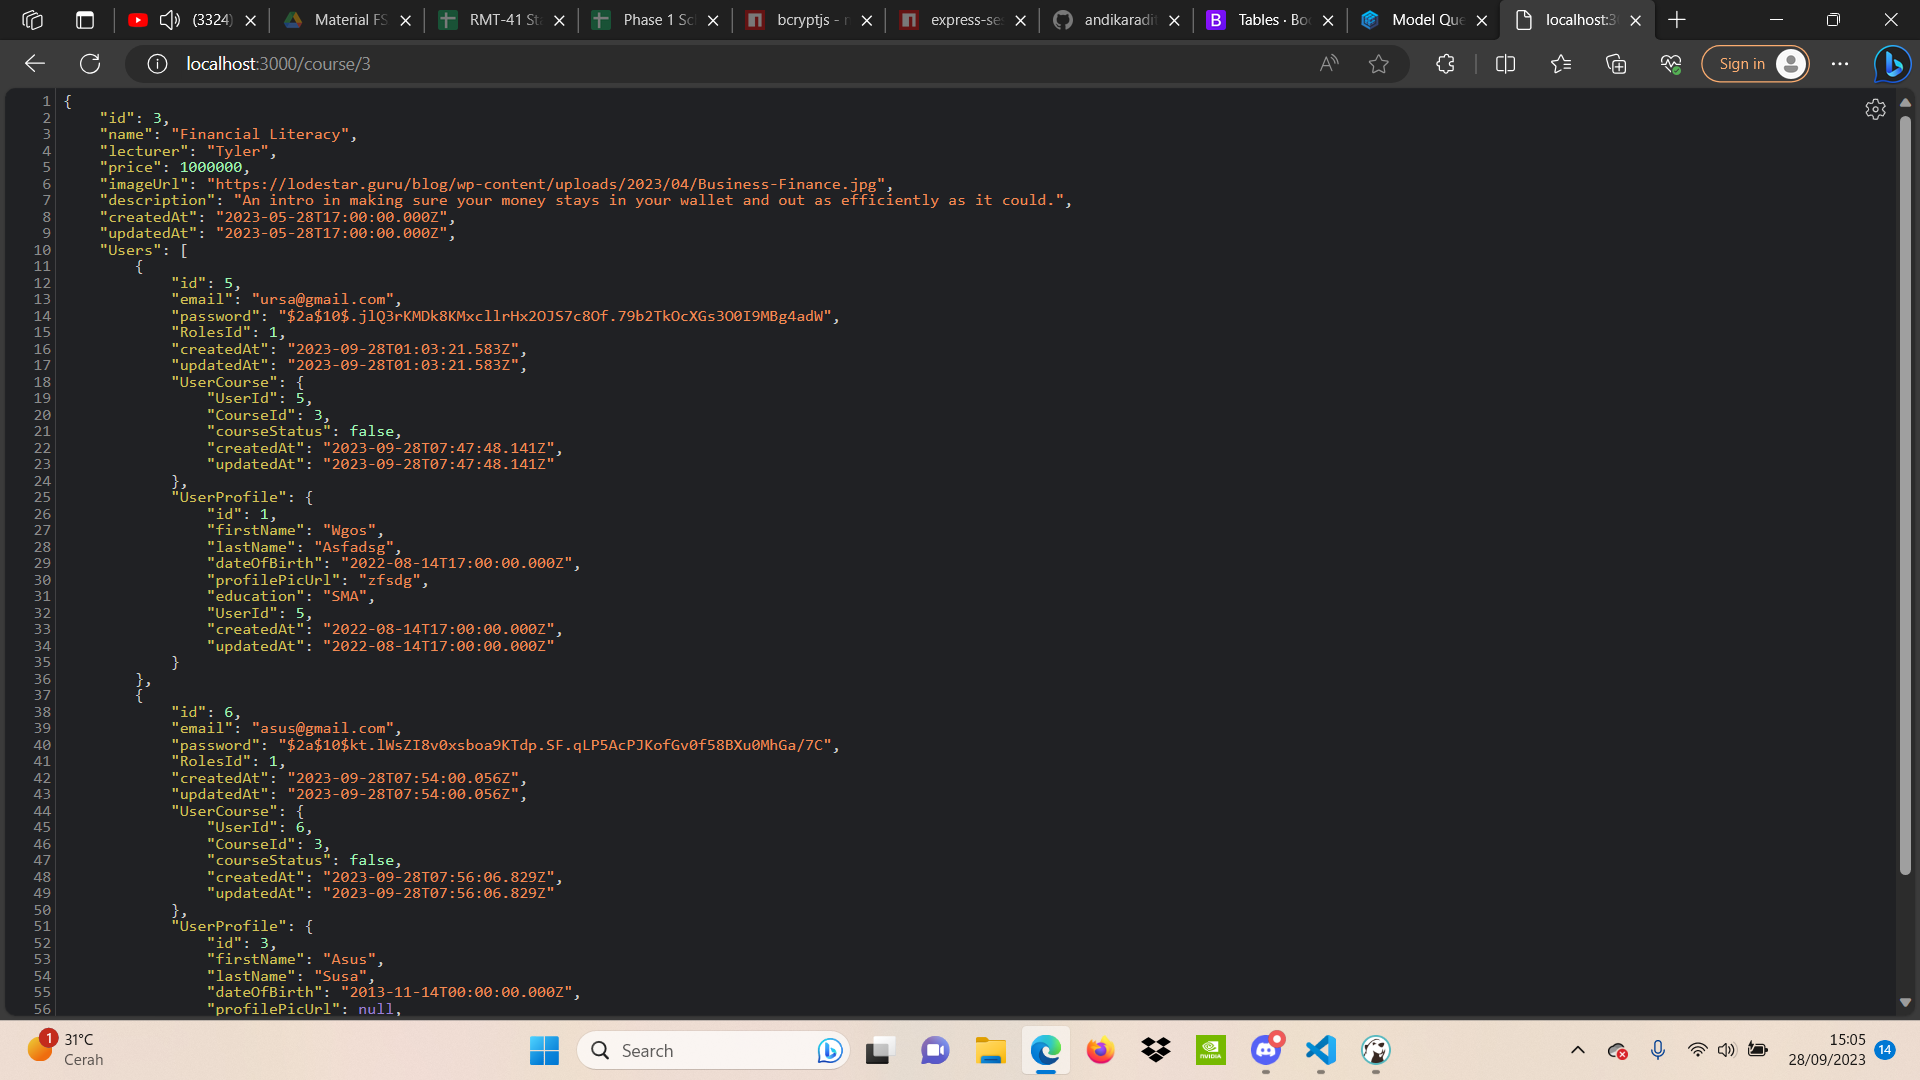 (3324)
Material FS
RMT-41 St
Phase 1 Sc
bcryptjs - n
express-se
andikaradit
B Tables · Bo
Model Que
localhost:3
localhost:3000/course/3
Sign in
1 {
2 "id": 3,
3 "name": "Financial Literacy",
4 "lecturer": "Tyler",
5 "price": 1000000,
6 "imageUrl": "https://lodestar.guru/blog/wp-content/uploads/2023/04/Business-Finance.jpg",
7 "description": "An intro in making sure your money stays in your wallet and out as efficiently as it could.",
8 "createdAt": "2023-05-28T17:00:00.000Z",
9 "updatedAt": "2023-05-28T17:00:00.000Z",
10 "Users": [
11 {
12 "id": 5,
13 "email": "ursa@gmail.com",
14 "password": "$2a$10$.jlQ3rKMDk8KMxcllrHx2OJS7c8Of.79b2TkOcXGs3O0I9MBg4adW",
15 "RolesId": 1,
16 "createdAt": "2023-09-28T01:03:21.583Z",
17 "updatedAt": "2023-09-28T01:03:21.583Z",
18 "UserCourse": {
19 "UserId": 5,
20 "CourseId": 3,
21 "courseStatus": false,
22 "createdAt": "2023-09-28T07:47:48.141Z",
23 "updatedAt": "2023-09-28T07:47:48.141Z"
24 },
25 "UserProfile": {
26 "id": 1,
27 "firstName": "Wgos",
28 "lastName": "Asfadsg",
29 "dateOfBirth": "2022-08-14T17:00:00.000Z",
30 "profilePicUrl": "zfsdg",
31 "education": "SMA",
32 "UserId": 5,
33 "createdAt": "2022-08-14T17:00:00.000Z",
34 "updatedAt": "2022-08-14T17:00:00.000Z"
35 }
36 },
37 {
38 "id": 6,
39 "email": "asus@gmail.com",
40 "password": "$2a$10$kt.lWsZI8v0xsboa9KTdp.SF.qLP5AcPJKofGv0f58BXu0MhGa/7C",
41 "RolesId": 1,
42 "createdAt": "2023-09-28T07:54:00.056Z",
43 "updatedAt": "2023-09-28T07:54:00.056Z",
44 "UserCourse": {
45 "UserId": 6,
46 "CourseId": 3,
47 "courseStatus": false,
48 "createdAt": "2023-09-28T07:56:06.829Z",
49 "updatedAt": "2023-09-28T07:56:06.829Z"
50 },
51 "UserProfile": {
52 "id": 3,
53 "firstName": "Asus",
54 "lastName": "Susa",
55 "dateOfBirth": "2013-11-14T00:00:00.000Z",
56 "profilePicUrl": null,
1
31°C
Cerah
Search
15:05
28/09/2023
14